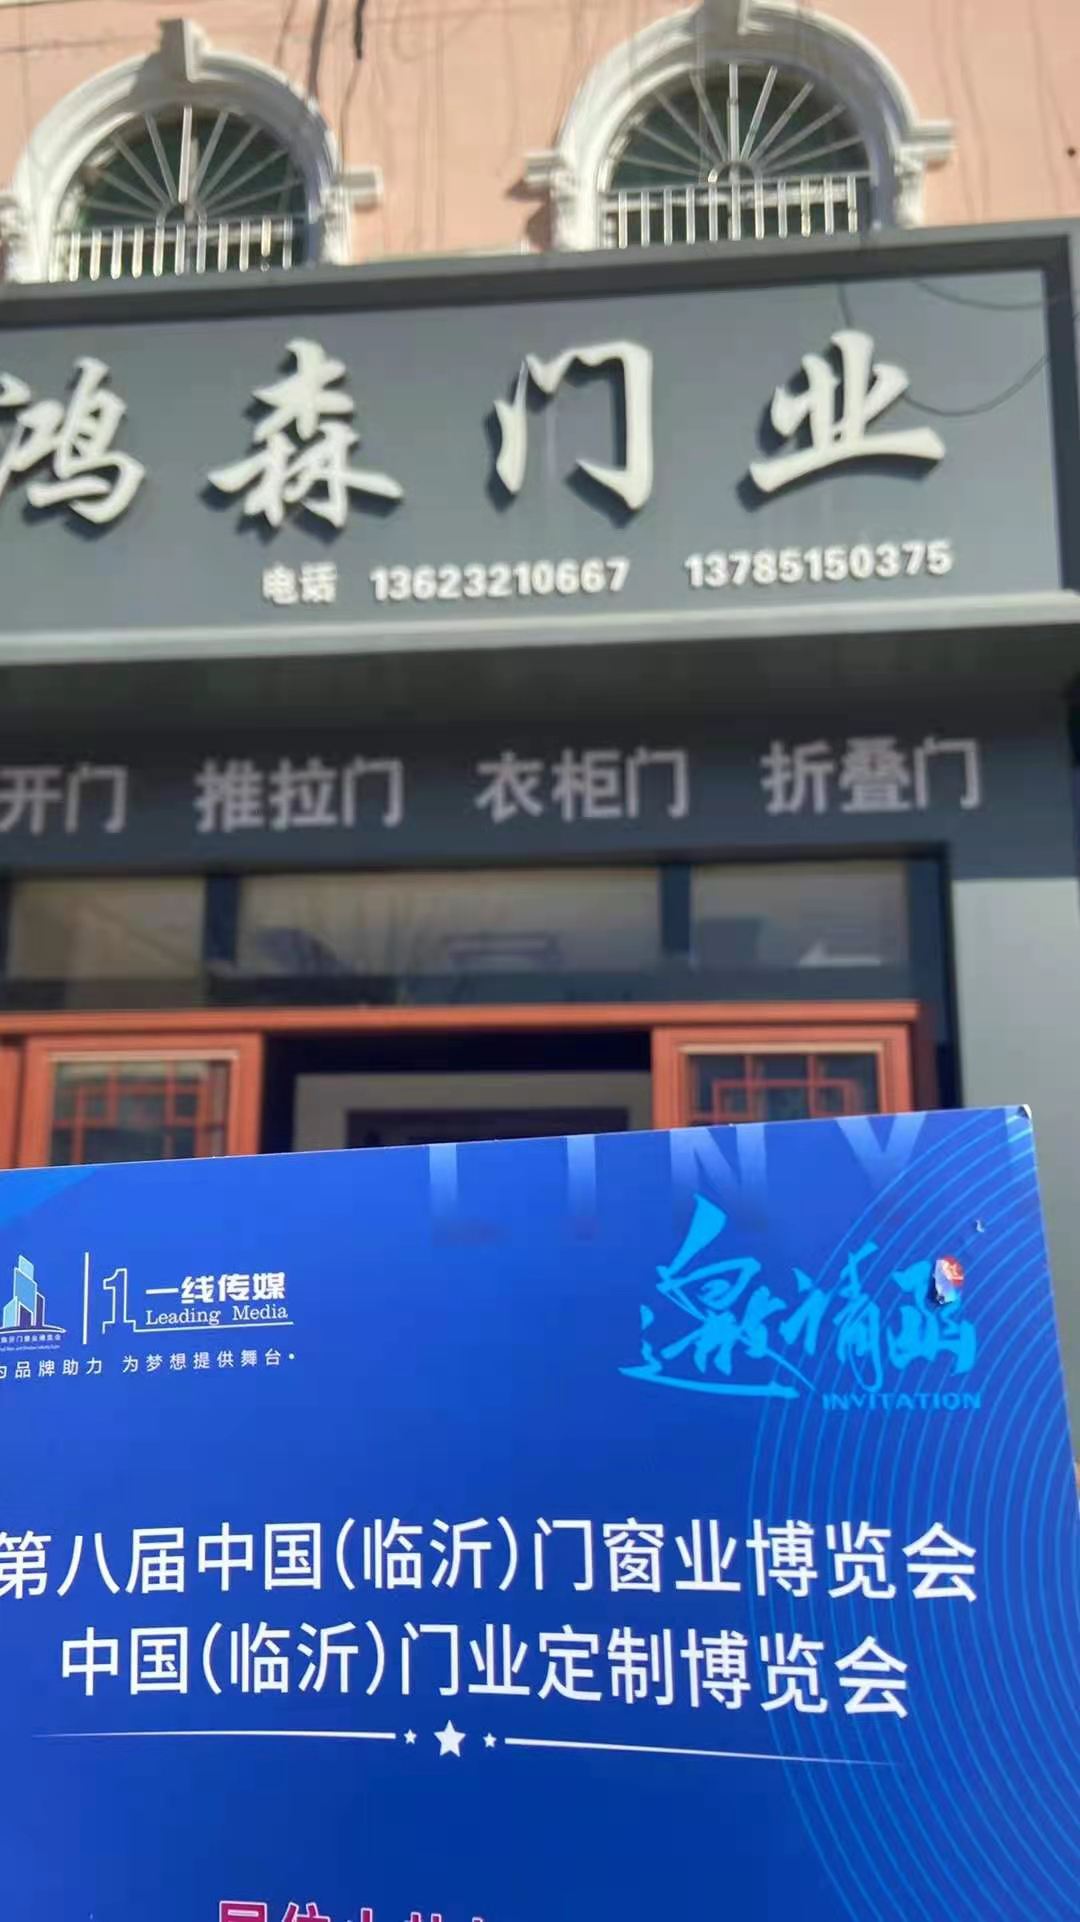 鸿森门业
电话 13623210667 13785150375
开门 推拉门 衣柜门 折叠门
LINY
1 一线传媒
Leading Media
为品牌助力 为梦想提供舞台
邀请函
INVITATION
第八届中国(临沂)门窗业博览会
中国(临沂)门业定制博览会